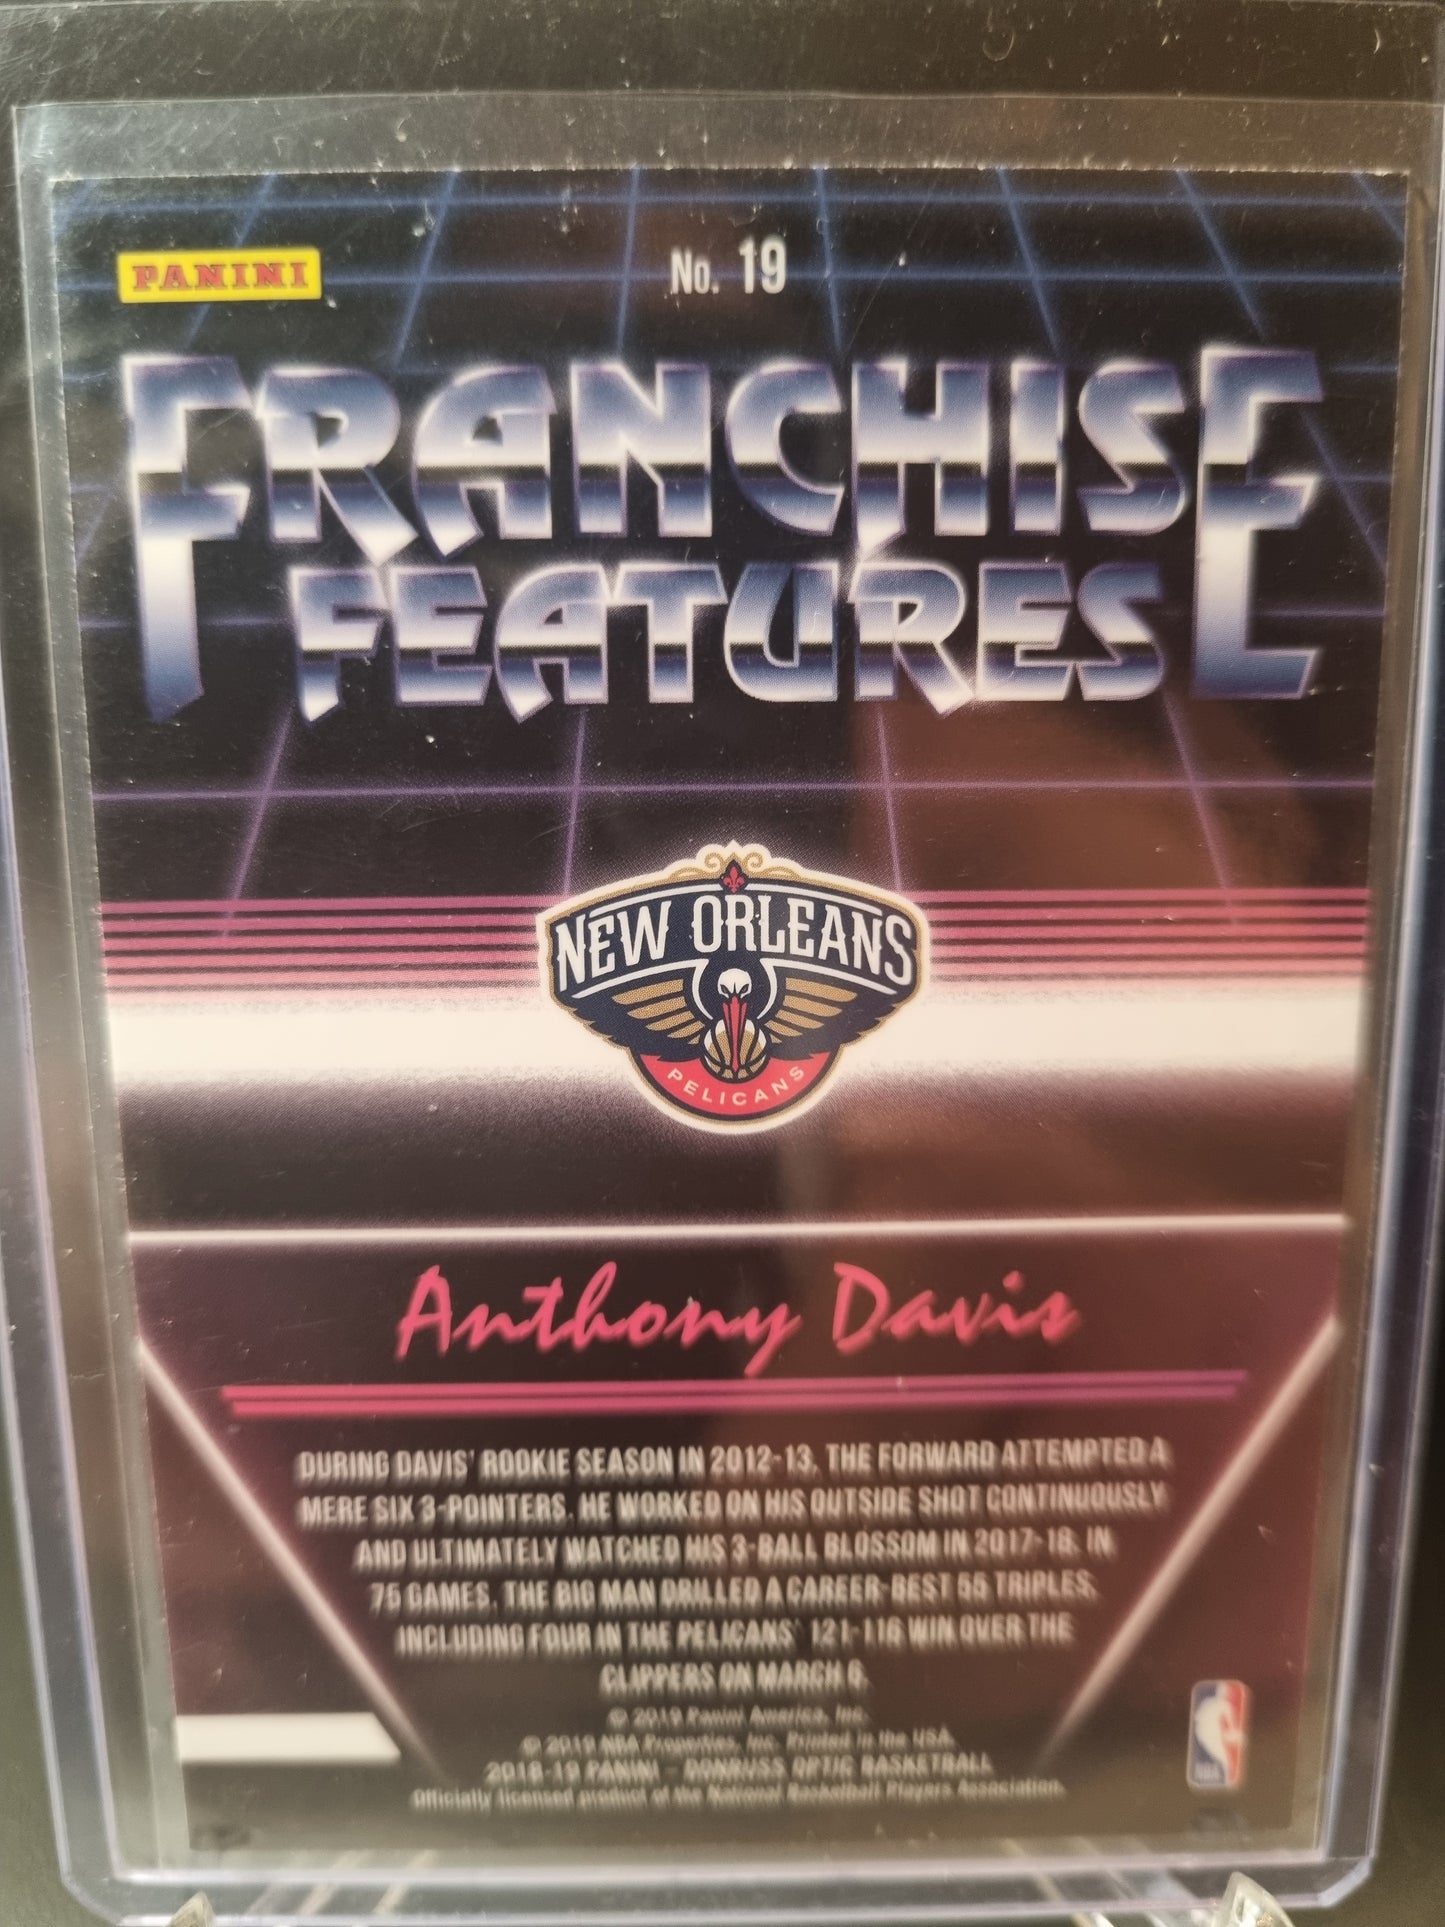 PANINI
No. 19
FRANCHISE
FEATURES
NEW ORLEANS
PELICANS
Anthony Davis
DURING DAVIS' ROOKIE SEASON IN 2012-13, THE FORWARD ATTEMPTED A
MERE SIX 3-POINTERS. HE WORKED ON HIS OUTSIDE SHOT CONTINUOUSLY
AND ULTIMATELY WATCHED HIS 3-BALL BLOSSOM IN 2017-18. IN
75 GAMES, THE BIG MAN DRILLED A CAREER-BEST 55 TRIPLES,
INCLUDING FOUR IN THE PELICANS' 121-116 WIN OVER THE
CLIPPERS ON MARCH 6.
© 2019 Panini America, Inc.
© 2019 NBA Properties, Inc. Printed in the USA.
2018-19 PANINI - DONRUSS OPTIC BASKETBALL
Officially licensed product of the National Basketball Players Association.